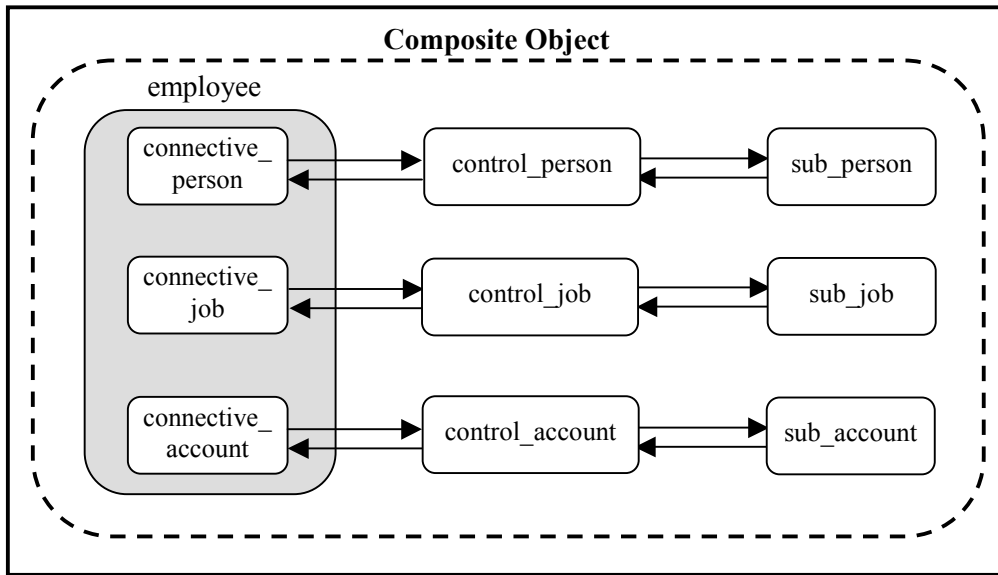 Composite Object
employee
connective_
person
control_person
sub_person
connective_
job
control_job
sub_job
connective_
account
control_account
sub_account